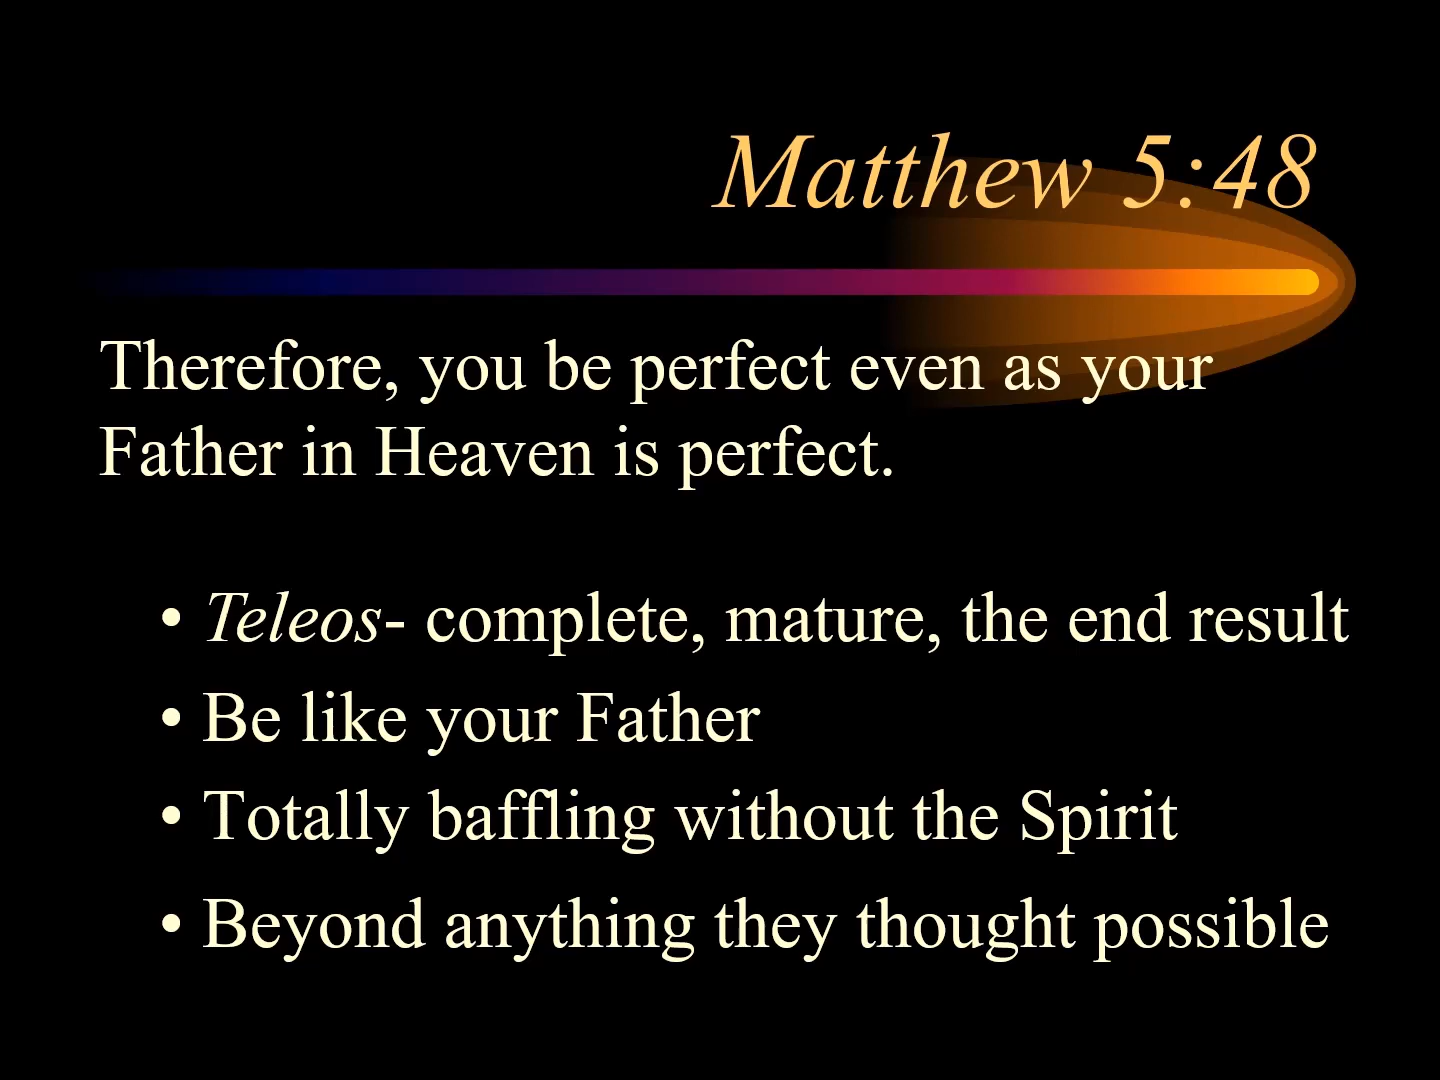 Matthew 5:48
Therefore, you be perfect even as your
Father in Heaven is perfect.
• Teleos- complete, mature, the end result
• Be like your Father
• Totally baffling without the Spirit
• Beyond anything they thought possible